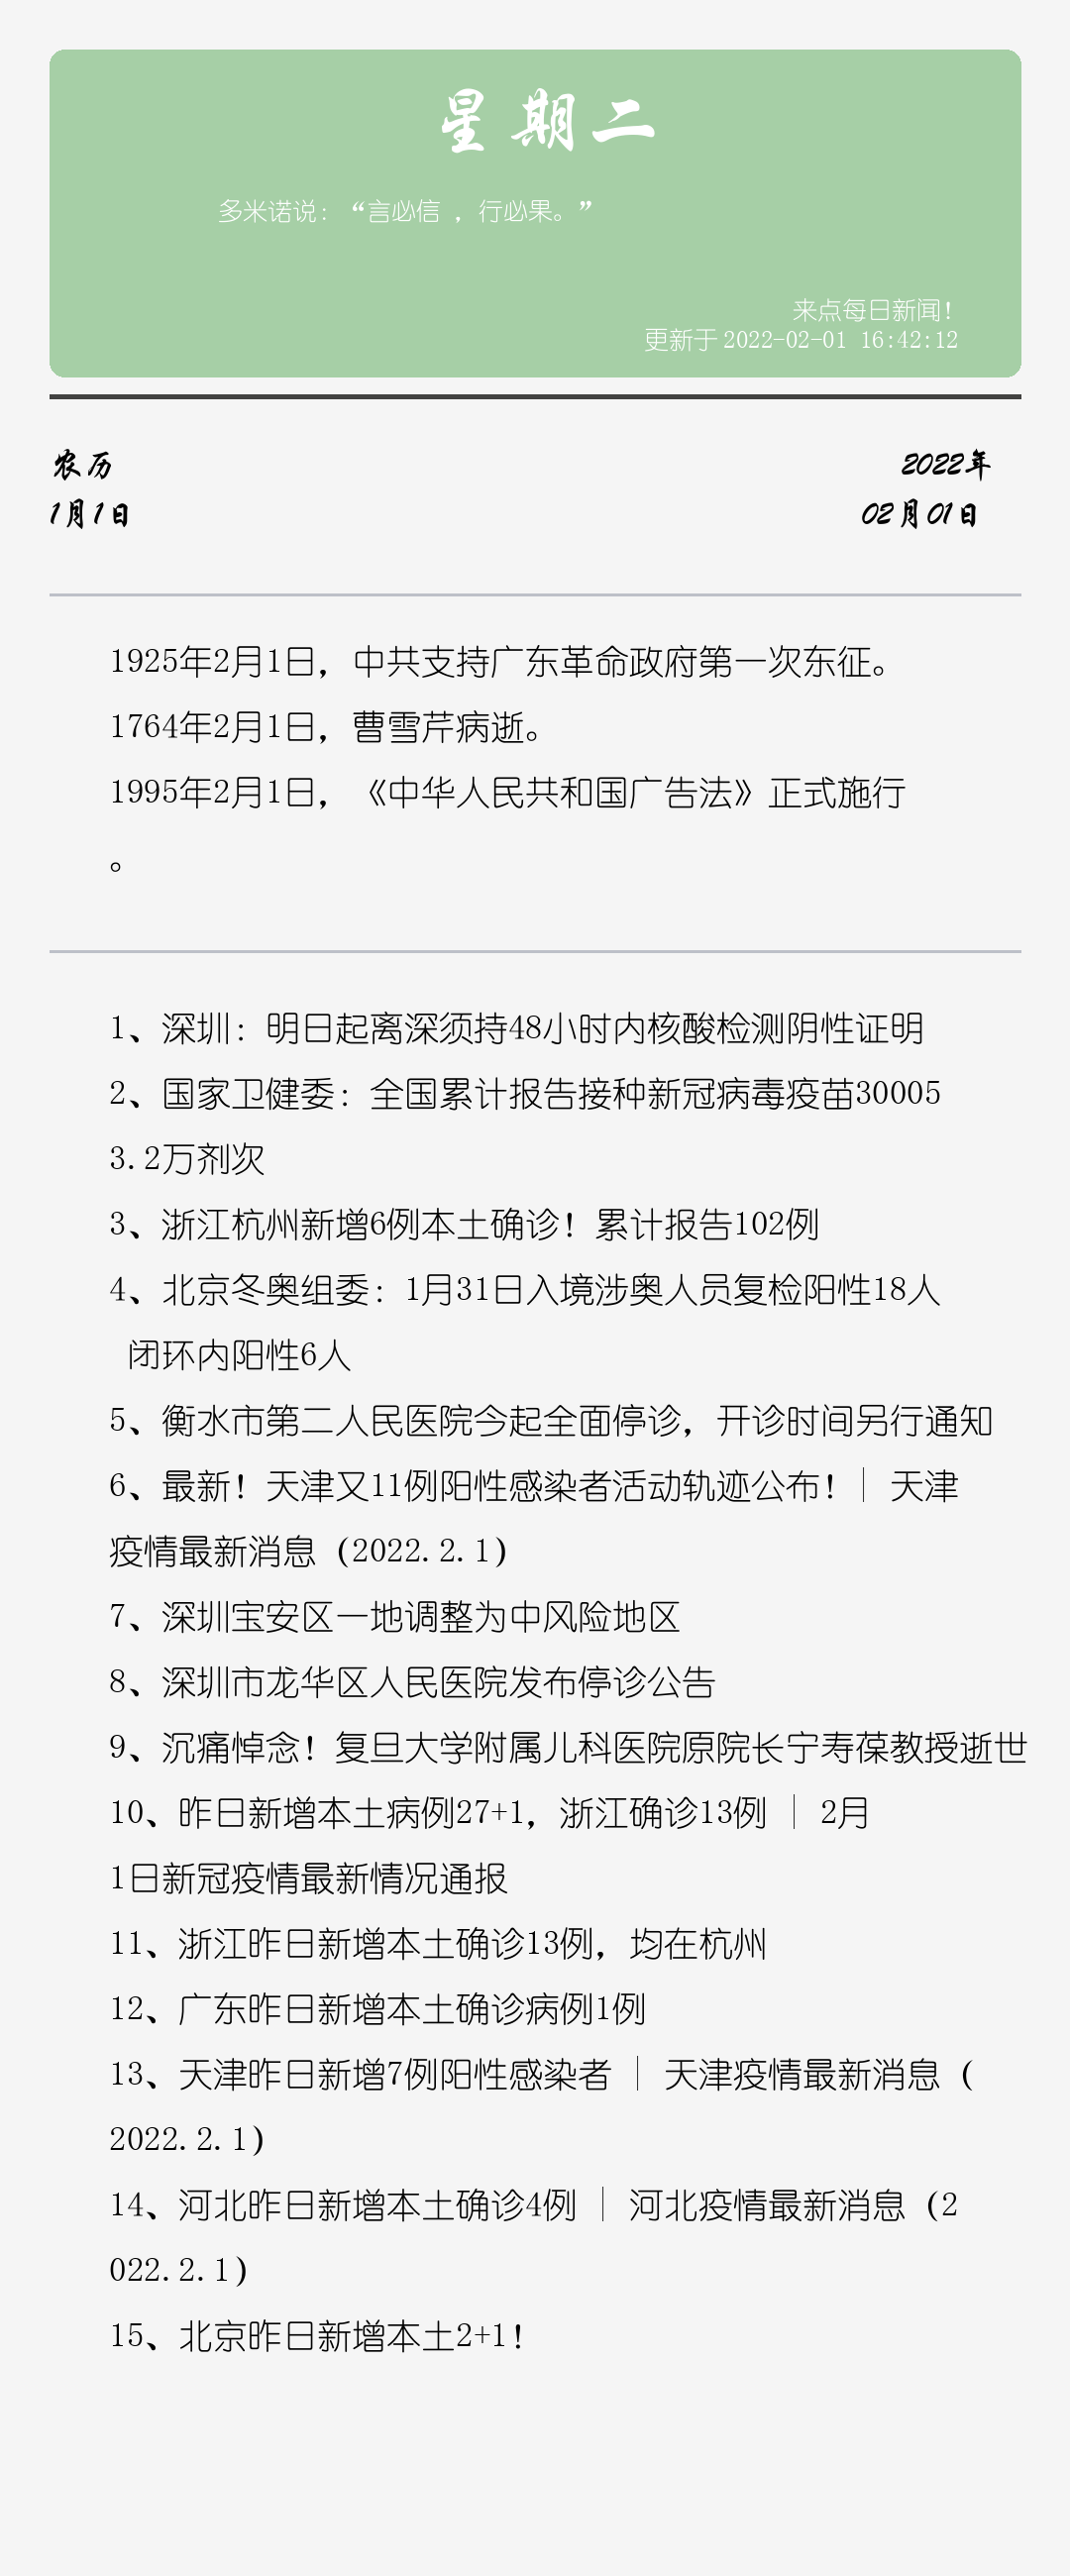 星期二
多米诺说：“言必信 ，行必果。”
来点每日新闻！
更新于 2022-02-01 16:42:12
农历
1月1日
2022年
02月01日
1925年2月1日，中共支持广东革命政府第一次东征。
1764年2月1日，曹雪芹病逝。
1995年2月1日，《中华人民共和国广告法》正式施行
。
1、深圳：明日起离深须持48小时内核酸检测阴性证明
2、国家卫健委：全国累计报告接种新冠病毒疫苗30005
3.2万剂次
3、浙江杭州新增6例本土确诊！累计报告102例
4、北京冬奥组委：1月31日入境涉奥人员复检阳性18人
闭环内阳性6人
5、衡水市第二人民医院今起全面停诊，开诊时间另行通知
6、最新！天津又11例阳性感染者活动轨迹公布！| 天津
疫情最新消息（2022.2.1）
7、深圳宝安区一地调整为中风险地区
8、深圳市龙华区人民医院发布停诊公告
9、沉痛悼念！复旦大学附属儿科医院原院长宁寿葆教授逝世
10、昨日新增本土病例27+1，浙江确诊13例 | 2月
1日新冠疫情最新情况通报
11、浙江昨日新增本土确诊13例，均在杭州
12、广东昨日新增本土确诊病例1例
13、天津昨日新增7例阳性感染者 | 天津疫情最新消息（
2022.2.1）
14、河北昨日新增本土确诊4例 | 河北疫情最新消息（2
022.2.1）
15、北京昨日新增本土2+1！